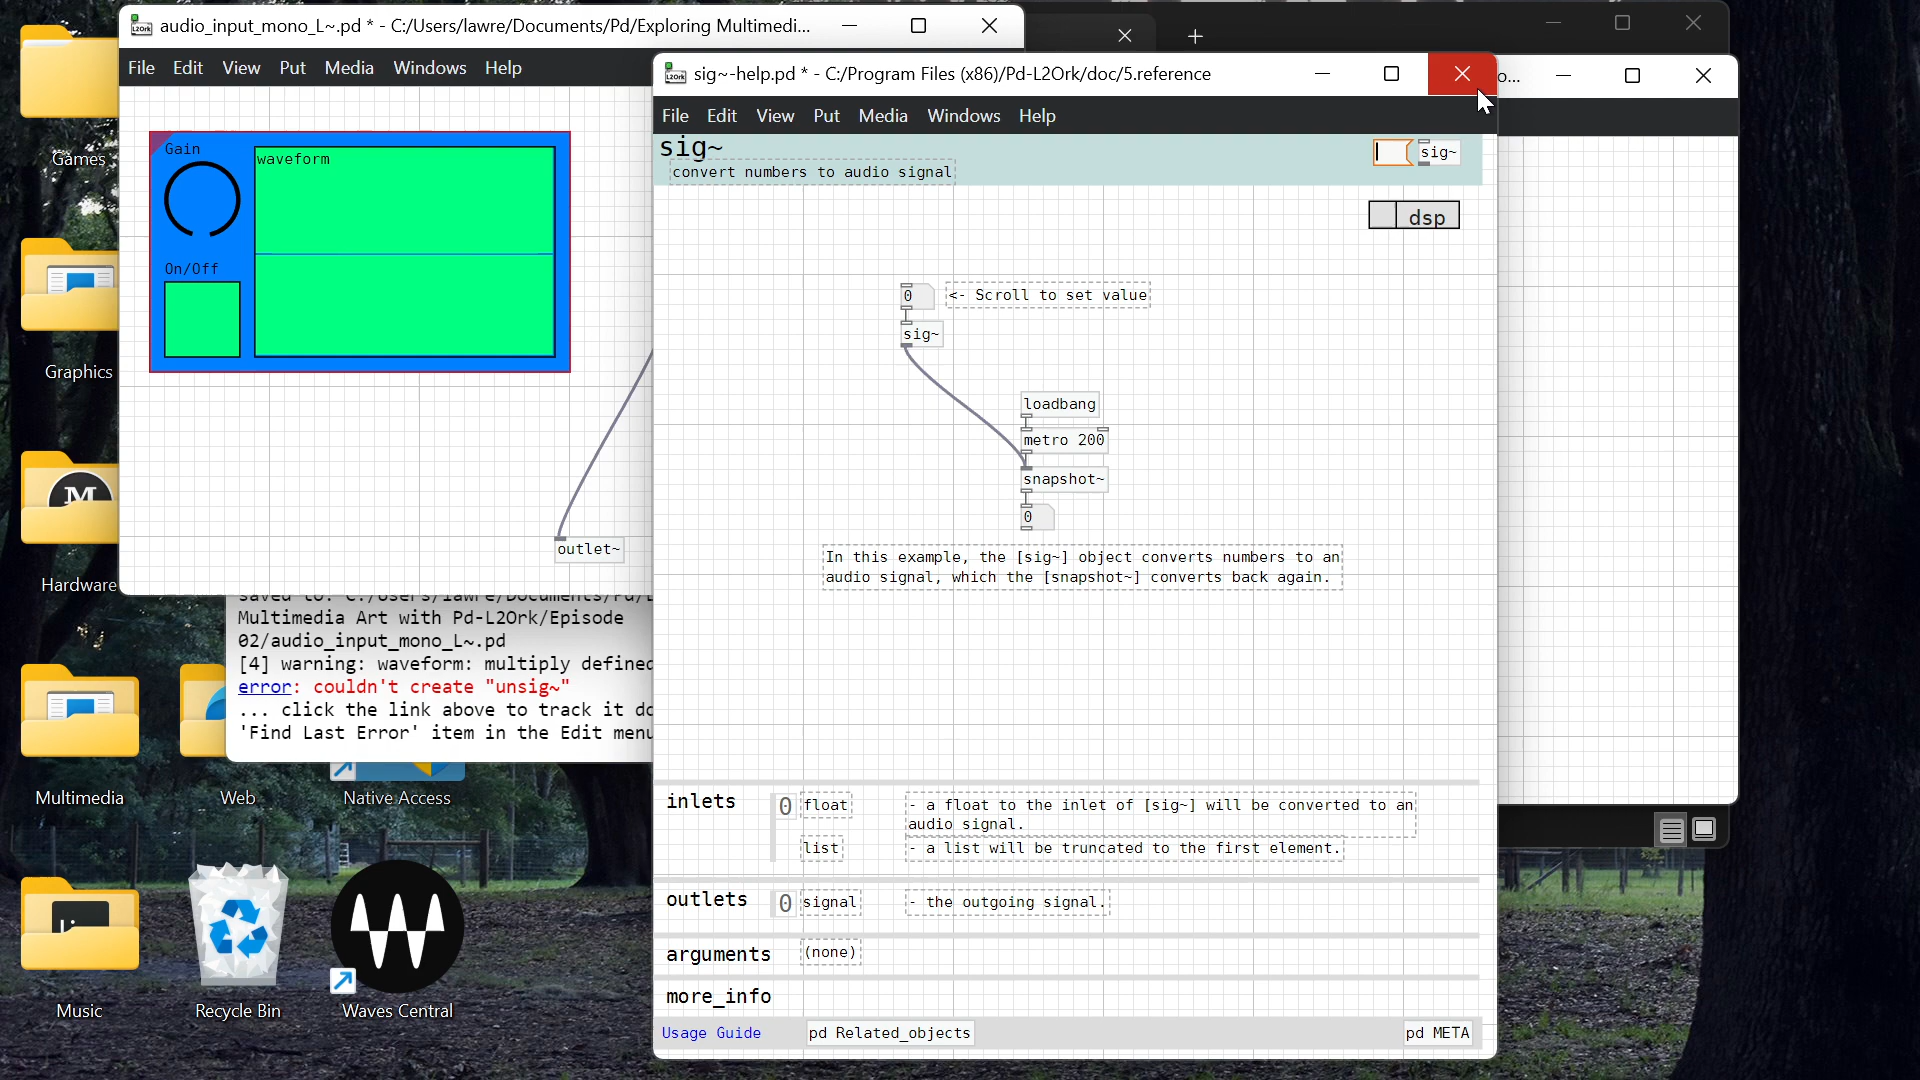 audio_input_mono_L~.pd * - C:/Users/lawre/Documents/Pd/Exploring Multimedi...
File Edit View Put Media Windows Help
Gain
waveform
On/Off
outlet~
sig~-help.pd * - C:/Program Files (x86)/Pd-L2Ork/doc/5.reference
o...
File Edit View Put Media Windows Help
sig~
convert numbers to audio signal
sig~
dsp
0
<- Scroll to set value
sig~
loadbang
metro 200
snapshot~
0
In this example, the [sig~] object converts numbers to an
audio signal, which the [snapshot~] converts back again.
inlets
0
float
- a float to the inlet of [sig~] will be converted to an
audio signal.
list
- a list will be truncated to the first element.
outlets
0
signal
- the outgoing signal.
arguments
(none)
more_info
Usage Guide
pd Related_objects
pd META
saved to: C:/Users/lawre/Documents/Pd/
Multimedia Art with Pd-L2Ork/Episode
02/audio_input_mono_L~.pd
[4] warning: waveform: multiply defined
error: couldn't create "unsig~"
... click the link above to track it
'Find Last Error' item in the Edit menu
Games
Graphics
Hardware
Multimedia
Web
Native Access
Music
Recycle Bin
Waves Central